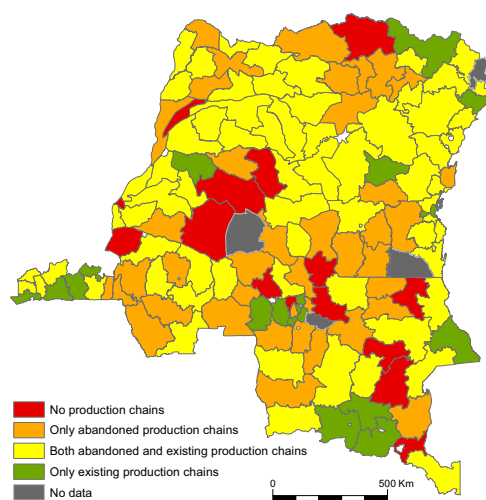 No production chains
Only abandoned production chains
Both abandoned and existing production chains
Only existing production chains
No data
0 500 Km